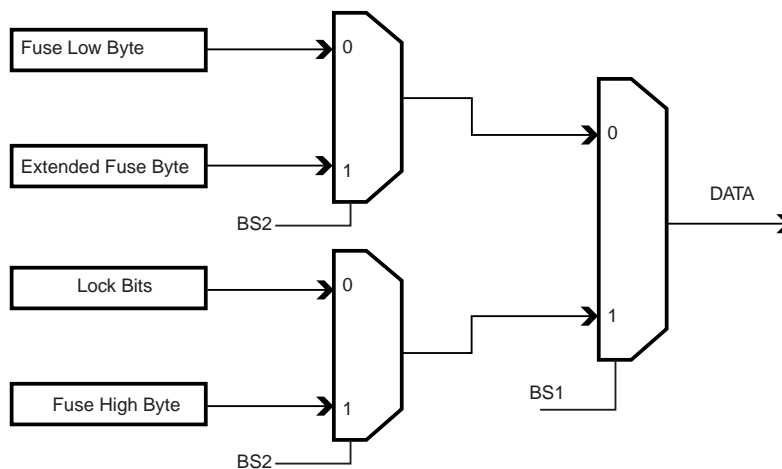 Fuse Low Byte
0
Extended Fuse Byte
1
BS2
0
DATA
Lock Bits
0
1
Fuse High Byte
1
BS1
BS2